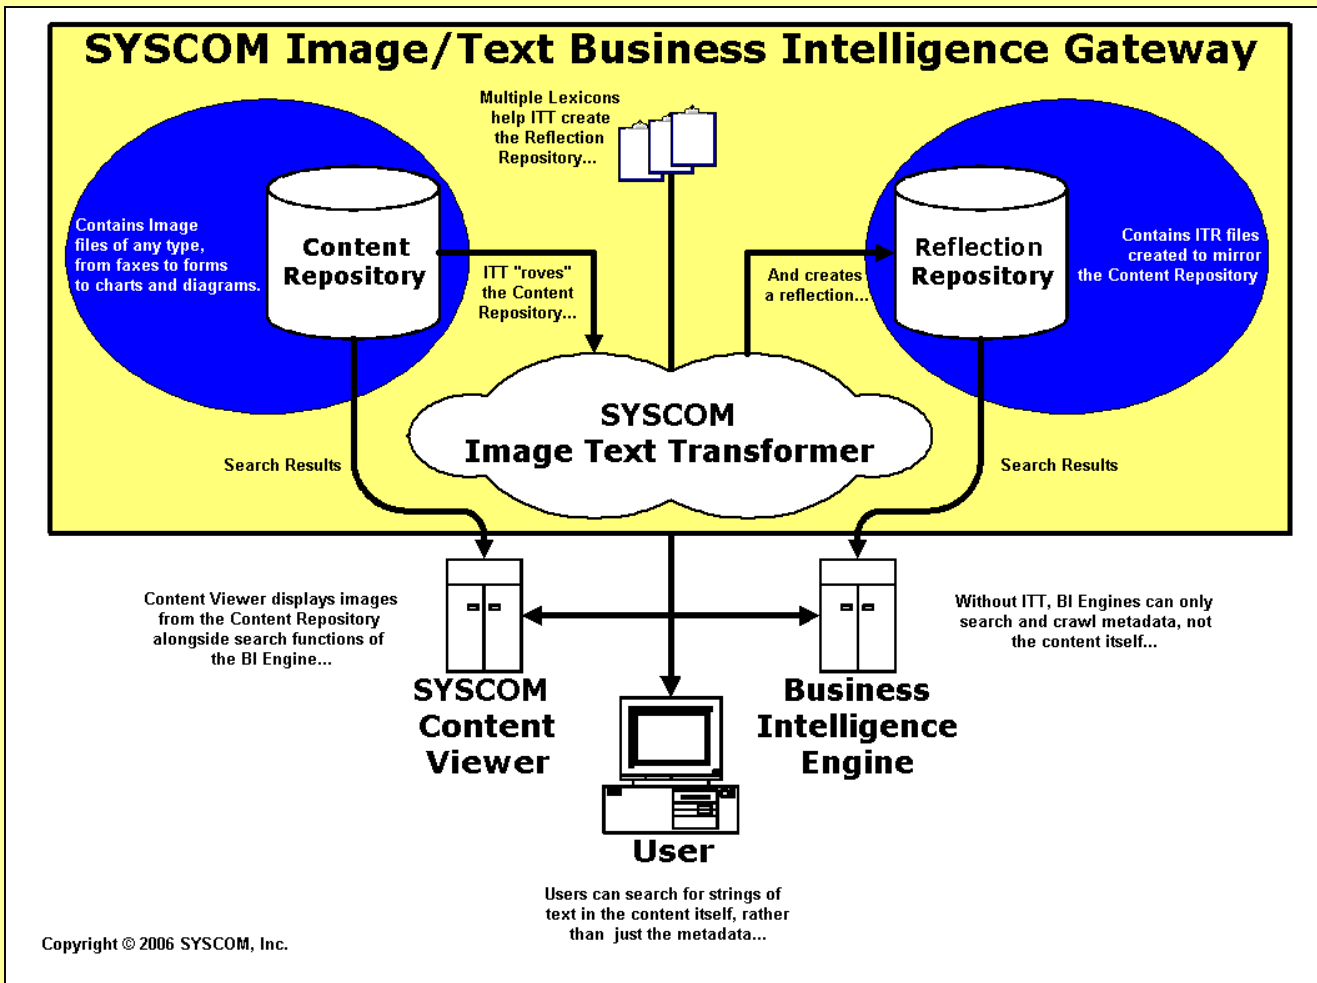 SYSCOM Image/Text Business Intelligence Gateway
Multiple Lexicons
help ITT create
the Reflection
Repository...
Contains Image
files of any type,
from faxes to forms
to charts and diagrams.
Content
Repository
ITT "roves"
the Content
Repository...
And creates
a reflection...
Reflection
Repository
Contains ITR files
created to mirror
the Content Repository
SYSCOM
Image Text Transformer
Search Results
Search Results
Content Viewer displays images
from the Content Repository
alongside search functions of
the BI Engine...
Without ITT, BI Engines can only
search and crawl metadata, not
the content itself...
SYSCOM
Content
Viewer
Business
Intelligence
Engine
User
Users can search for strings of
text in the content itself, rather
than just the metadata...
Copyright © 2006 SYSCOM, Inc.